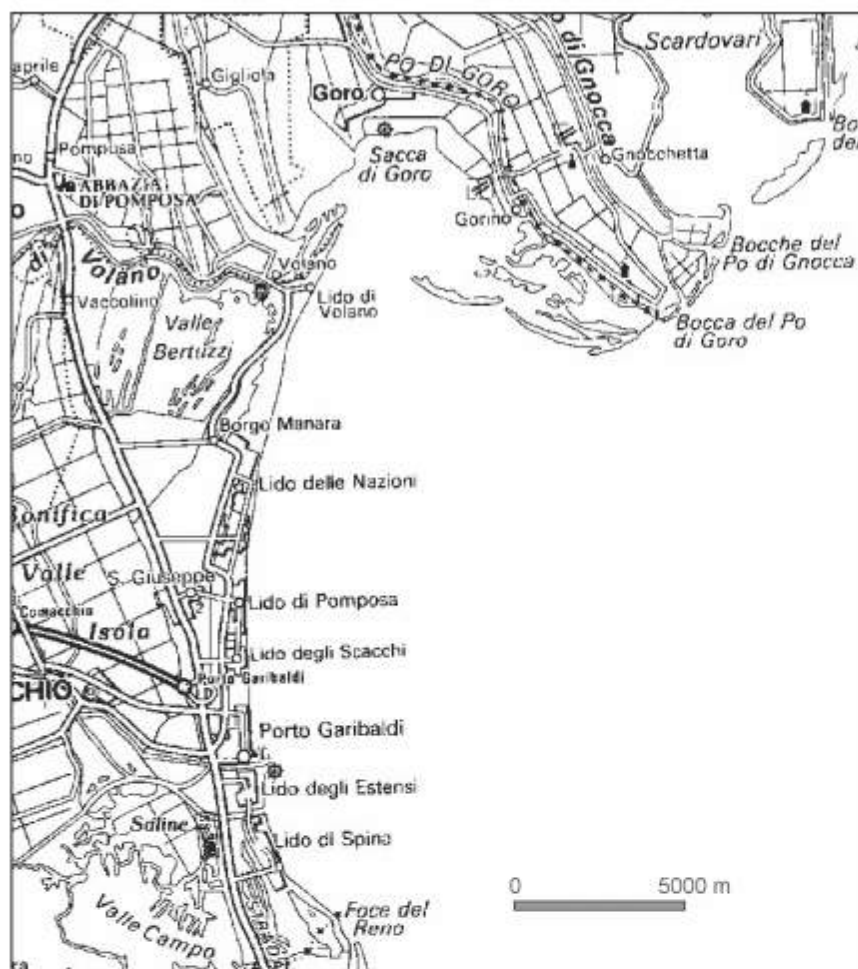 Scardovari
Gigliola
PO DI GORO
o di Gnocca
Goro
aprile
Pomposa
Sacca
di Goro
Gnocchetta
ABBAZIA
DI POMPOSA
Gorino
Bocche del
Po di Gnocca
di
Volano
Volano
Lido di
Volano
Vaccolino
Valle
Bertuzzi
Bocca del Po
di Goro
Borgo Manara
Lido delle Nazioni
Bonifica
Valle
S. Giuseppe
Lido di Pomposa
Comacchio
Isola
Lido degli Scacchi
Porto Garibaldi
CHIO
Porto Garibaldi
Lido degli Estensi
Saline
Lido di Spina
0 5000 m
Valle Campo
Foce del
Reno